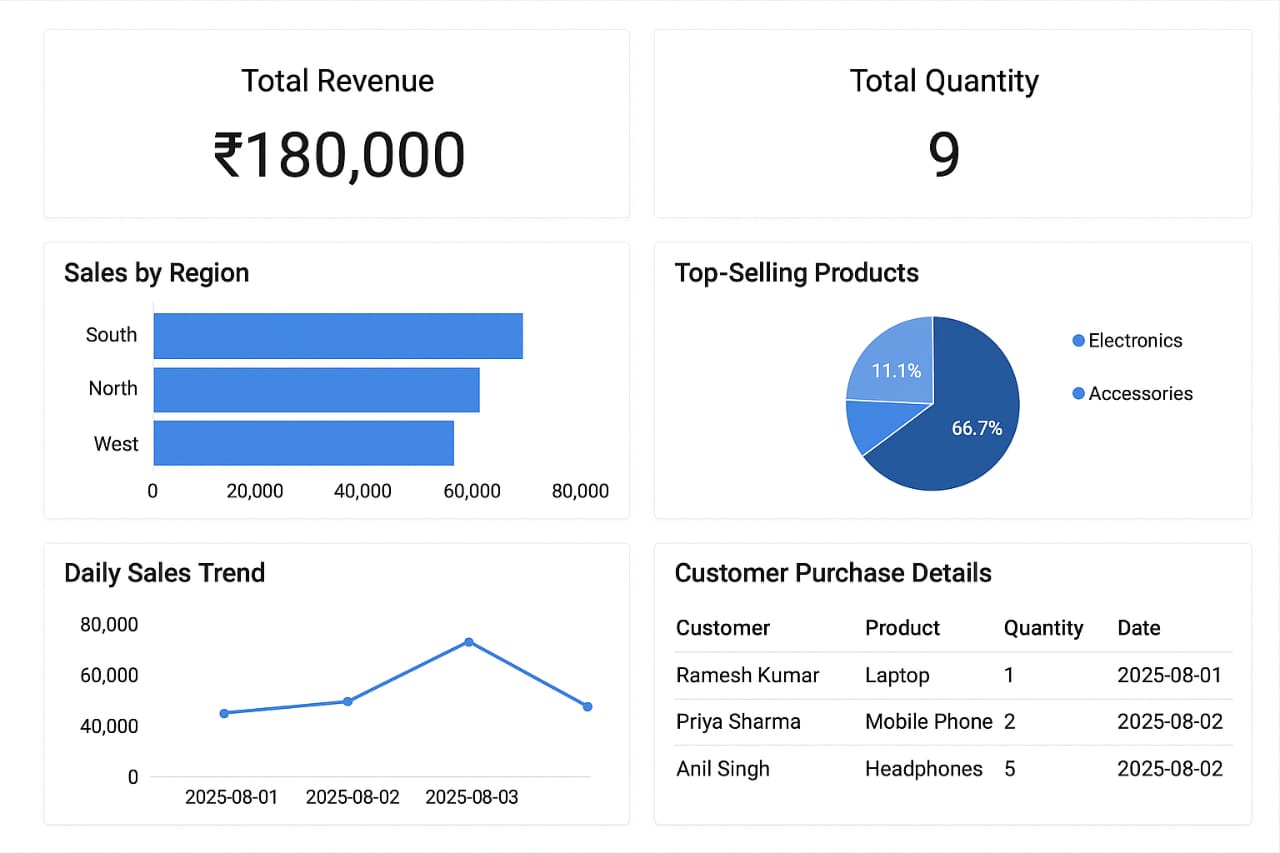 Total Revenue
₹180,000
Total Quantity
9
Sales by Region
South
North
West
0 20,000 40,000 60,000 80,000
Top-Selling Products
11.1%
66.7%
Electronics
Accessories
Daily Sales Trend
80,000
60,000
40,000
0
2025-08-01 2025-08-02 2025-08-03
Customer Purchase Details
Customer Product Quantity Date
Ramesh Kumar Laptop 1 2025-08-01
Priya Sharma Mobile Phone 2 2025-08-02
Anil Singh Headphones 5 2025-08-02